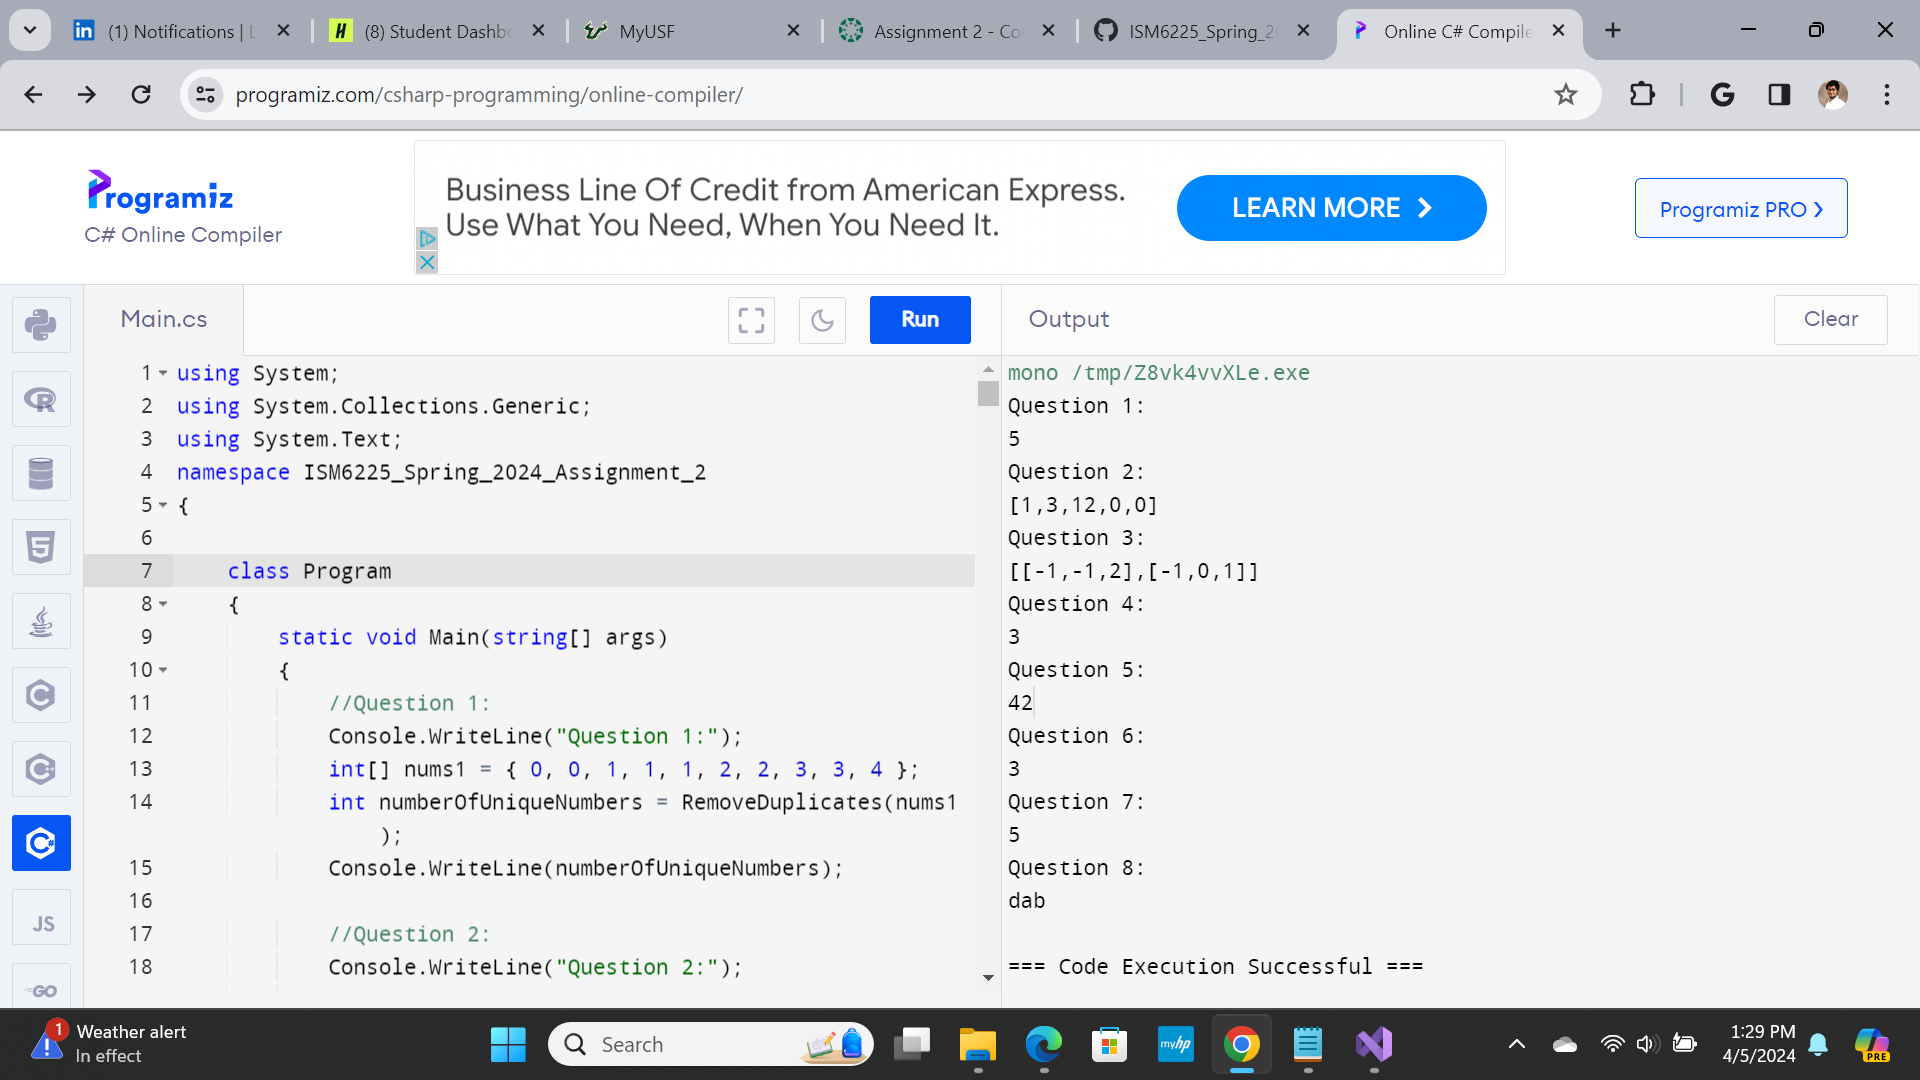 (1) Notifications | L
(8) Student Dashbo
MyUSF
Assignment 2 - Co
ISM6225_Spring_2
Online C# Compile
programiz.com/csharp-programming/online-compiler/
Programiz
C# Online Compiler
Business Line Of Credit from American Express.
Use What You Need, When You Need It.
LEARN MORE
Programiz PRO
Main.cs
Run
Output
Clear
1 using System;
2 using System.Collections.Generic;
3 using System.Text;
4 namespace ISM6225_Spring_2024_Assignment_2
5 {
6
7 class Program
8 {
9 static void Main(string[] args)
10 {
11 //Question 1:
12 Console.WriteLine("Question 1:");
13 int[] nums1 = { 0, 0, 1, 1, 1, 2, 2, 3, 3, 4 };
14 int numberOfUniqueNumbers = RemoveDuplicates(nums1
);
15 Console.WriteLine(numberOfUniqueNumbers);
16
17 //Question 2:
18 Console.WriteLine("Question 2:");
mono /tmp/Z8vk4vvXLe.exe
Question 1:
5
Question 2:
[1,3,12,0,0]
Question 3:
[[-1,-1,2],[-1,0,1]]
Question 4:
3
Question 5:
42
Question 6:
3
Question 7:
5
Question 8:
dab
=== Code Execution Successful ===
JS
GO
1
Weather alert
In effect
Search
myhp
1:29 PM
4/5/2024
PRE